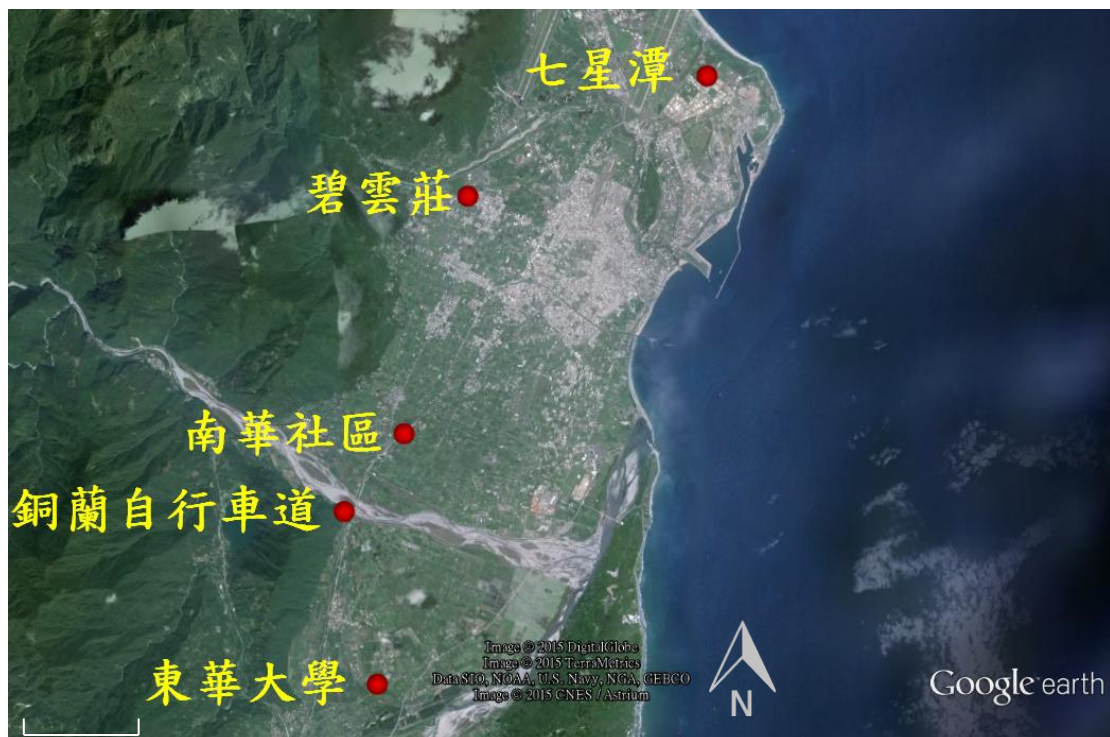 七星潭
碧雲莊
南華社區
銅蘭自行車道
東華大學
Image © 2015 DigitalGlobe
Image © 2015 TerraMetrics
Data SIO, NOAA, U.S. Navy, NGA, GEBCO
Image © 2015 CNES / Astrium
N
Google earth